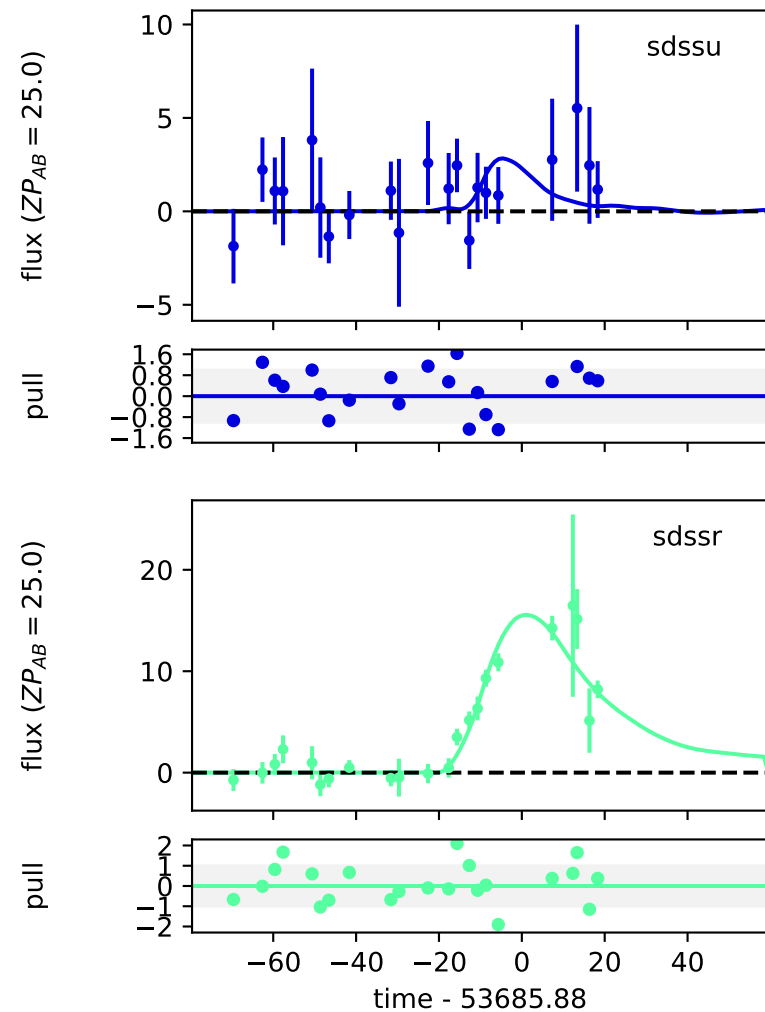 10
sdssu
5
0
−5
flux (ZP_AB = 25.0)
1.6
0.8
0.0
−0.8
−1.6
pull
sdssr
20
10
0
flux (ZP_AB = 25.0)
2
1
0
−1
−2
pull
−60 −40 −20 0 20 40
time - 53685.88